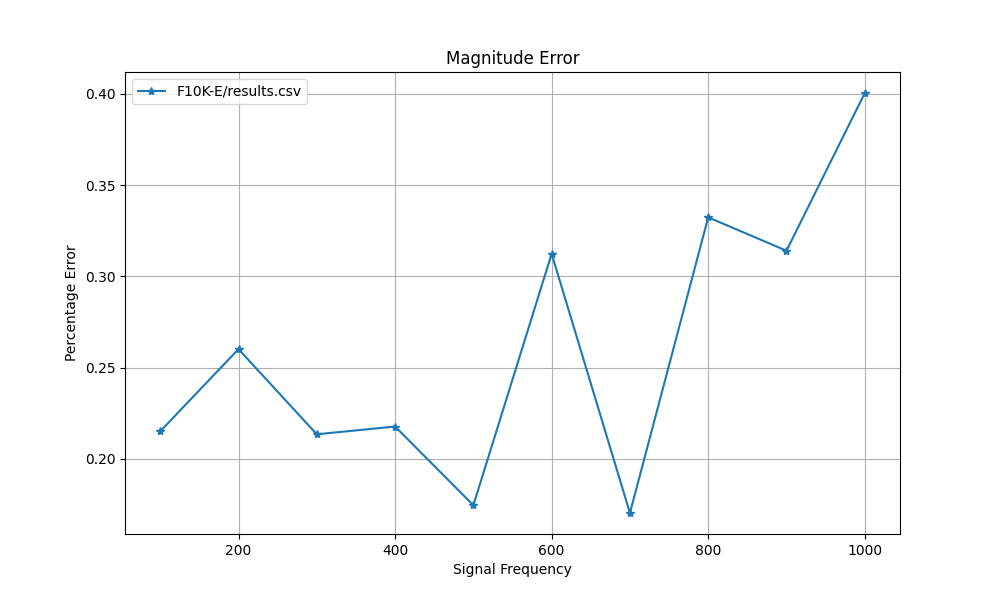 Magnitude Error
F10K-E/results.csv
Percentage Error
0.40
0.35
0.30
0.25
0.20
200 400 600 800 1000
Signal Frequency